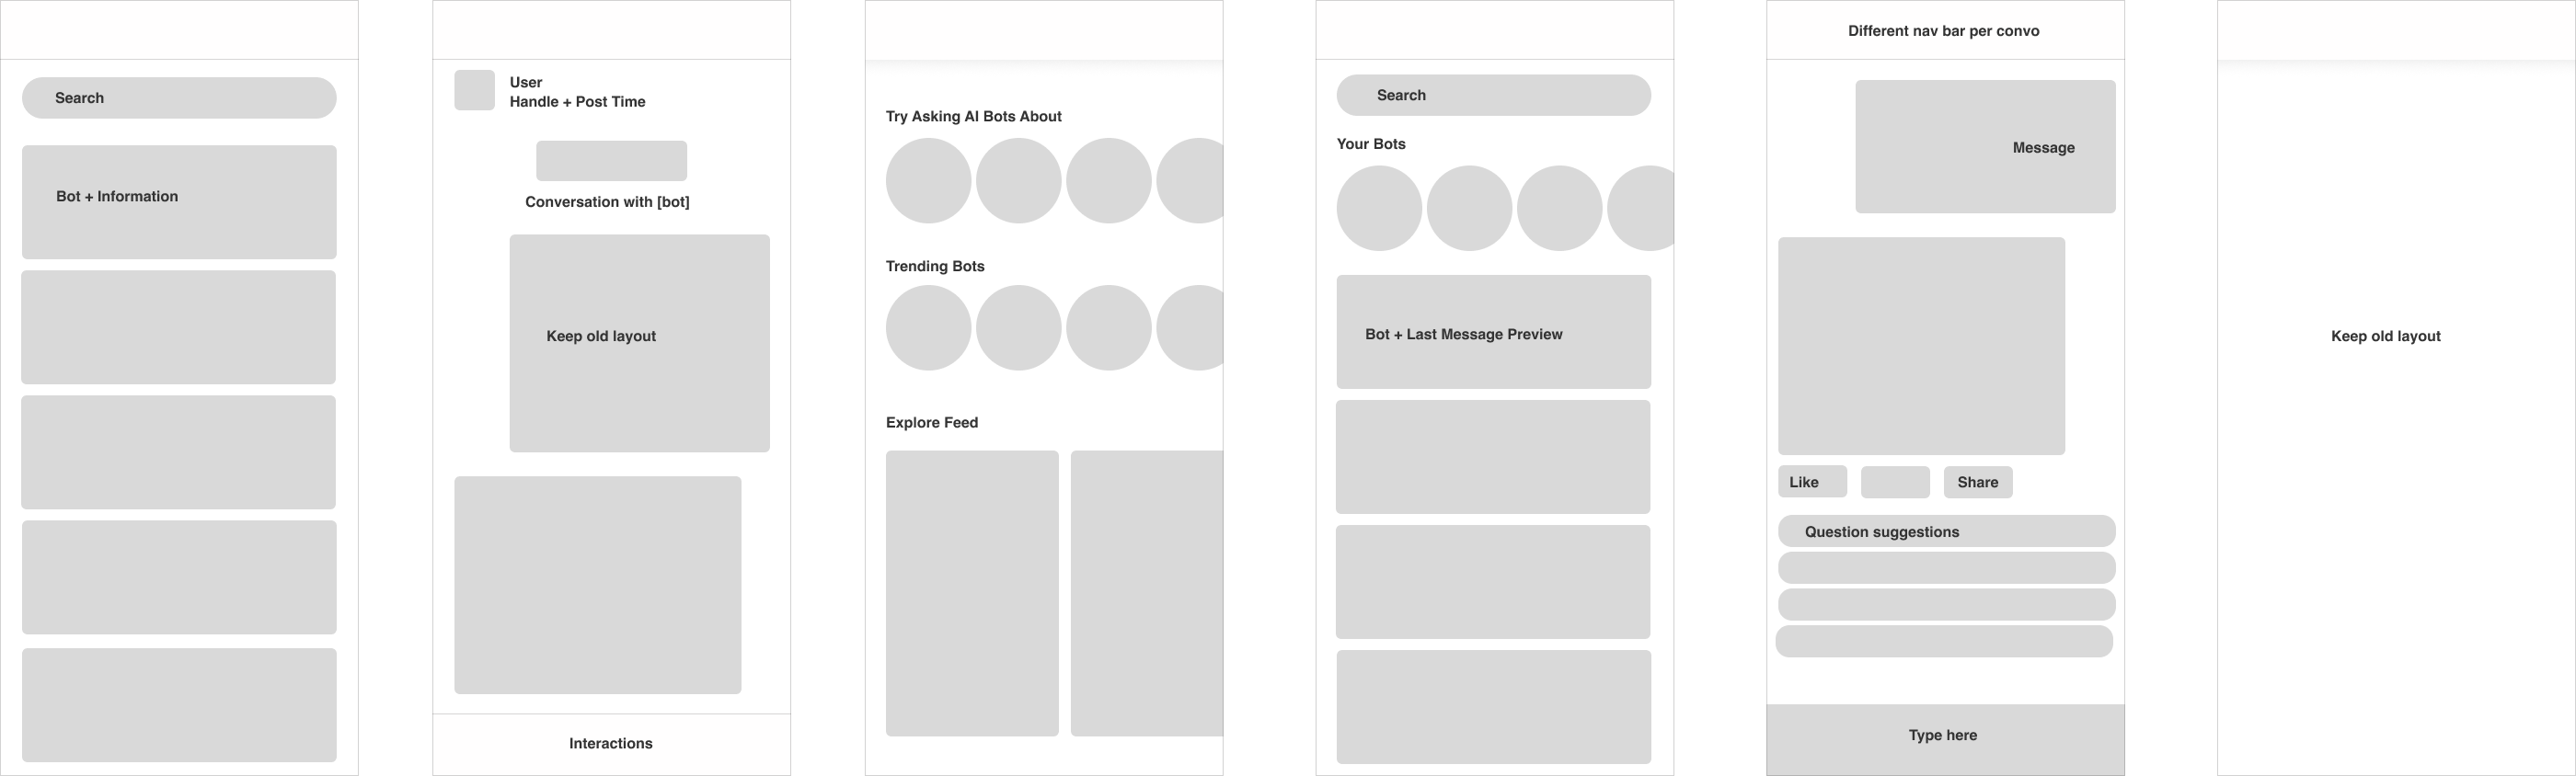 Search
Bot + Information
User
Handle + Post Time
Conversation with [bot]
Keep old layout
Interactions
Try Asking AI Bots About
Trending Bots
Explore Feed
Search
Your Bots
Bot + Last Message Preview
Different nav bar per convo
Message
Like
Share
Question suggestions
Type here
Keep old layout